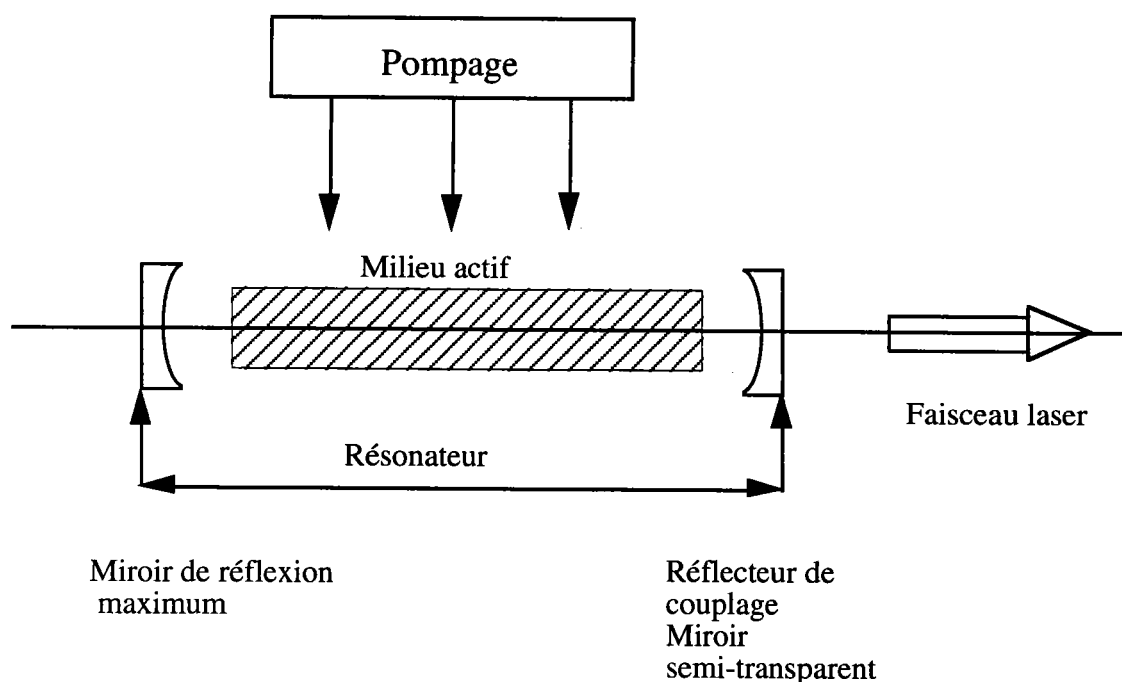 Pompage
Milieu actif
Faisceau laser
Résonateur
Miroir de réflexion
maximum
Réflecteur de
couplage
Miroir
semi-transparent